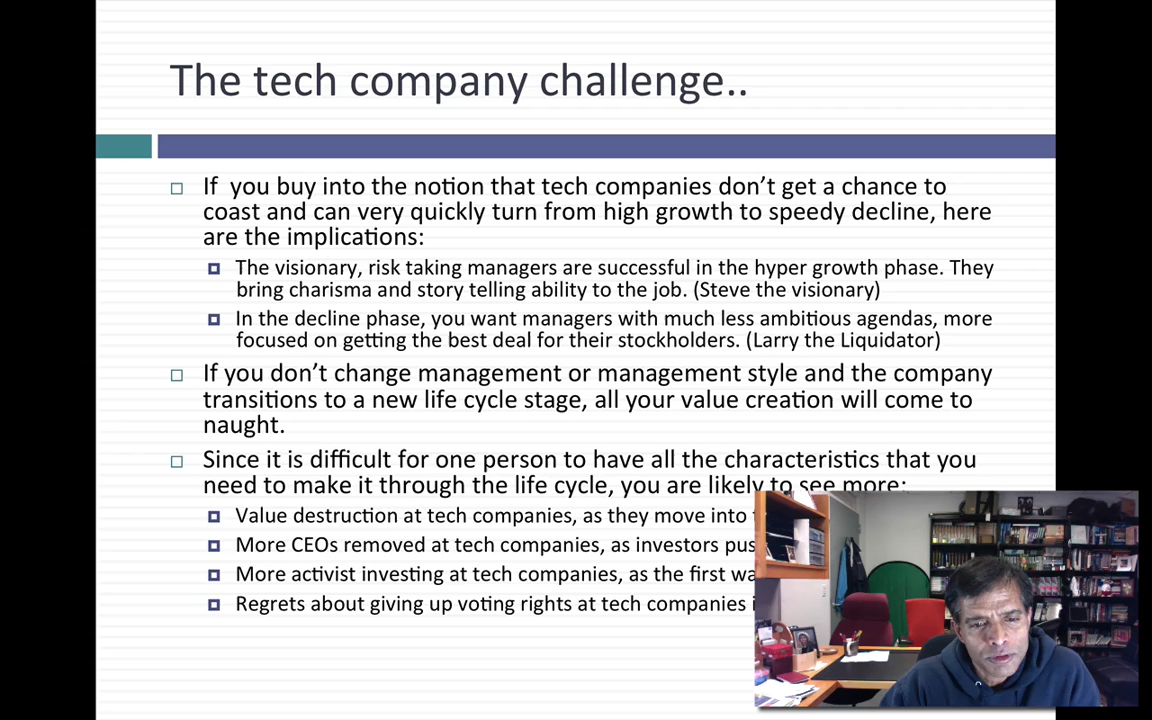 The tech company challenge..
□ If you buy into the notion that tech companies don't get a chance to
coast and can very quickly turn from high growth to speedy decline, here
are the implications:
The visionary, risk taking managers are successful in the hyper growth phase. They
bring charisma and story telling ability to the job. (Steve the visionary)
In the decline phase, you want managers with much less ambitious agendas, more
focused on getting the best deal for their stockholders. (Larry the Liquidator)
□ If you don't change management or management style and the company
transitions to a new life cycle stage, all your value creation will come to
naught.
□ Since it is difficult for one person to have all the characteristics that you
need to make it through the life cycle, you are likely to see more:
Value destruction at tech companies, as they move into
More CEOs removed at tech companies, as investors
More activist investing at tech companies, as the first
Regrets about giving up voting rights at tech companies